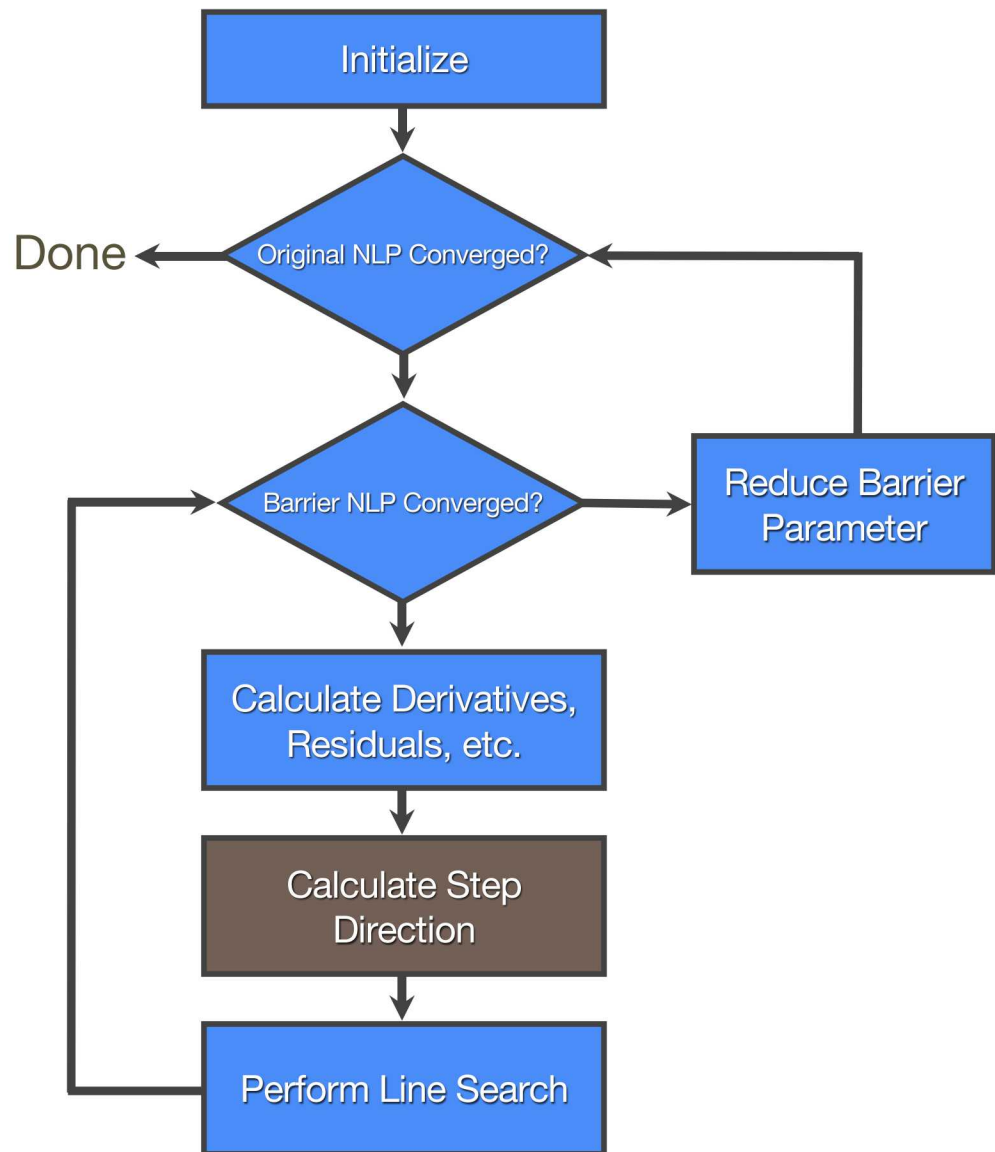 Initialize
Done
Original NLP Converged?
Barrier NLP Converged?
Reduce Barrier
Parameter
Calculate Derivatives,
Residuals, etc.
Calculate Step
Direction
Perform Line Search